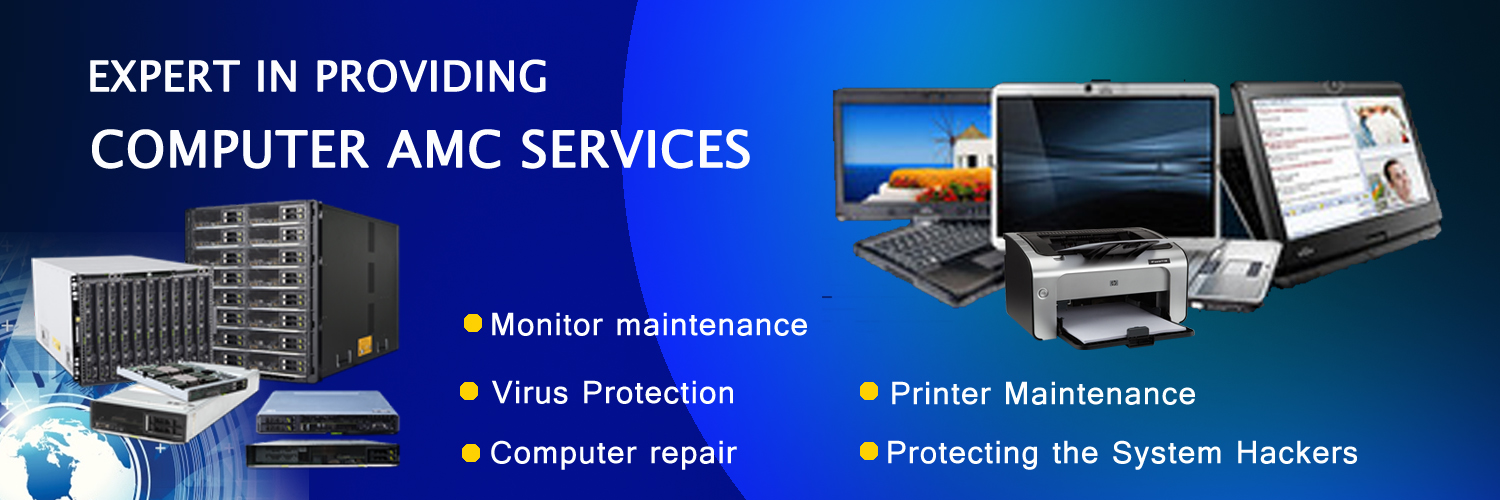 EXPERT IN PROVIDING
COMPUTER AMC SERVICES
Monitor maintenance
Virus Protection
Computer repair
Printer Maintenance
Protecting the System Hackers